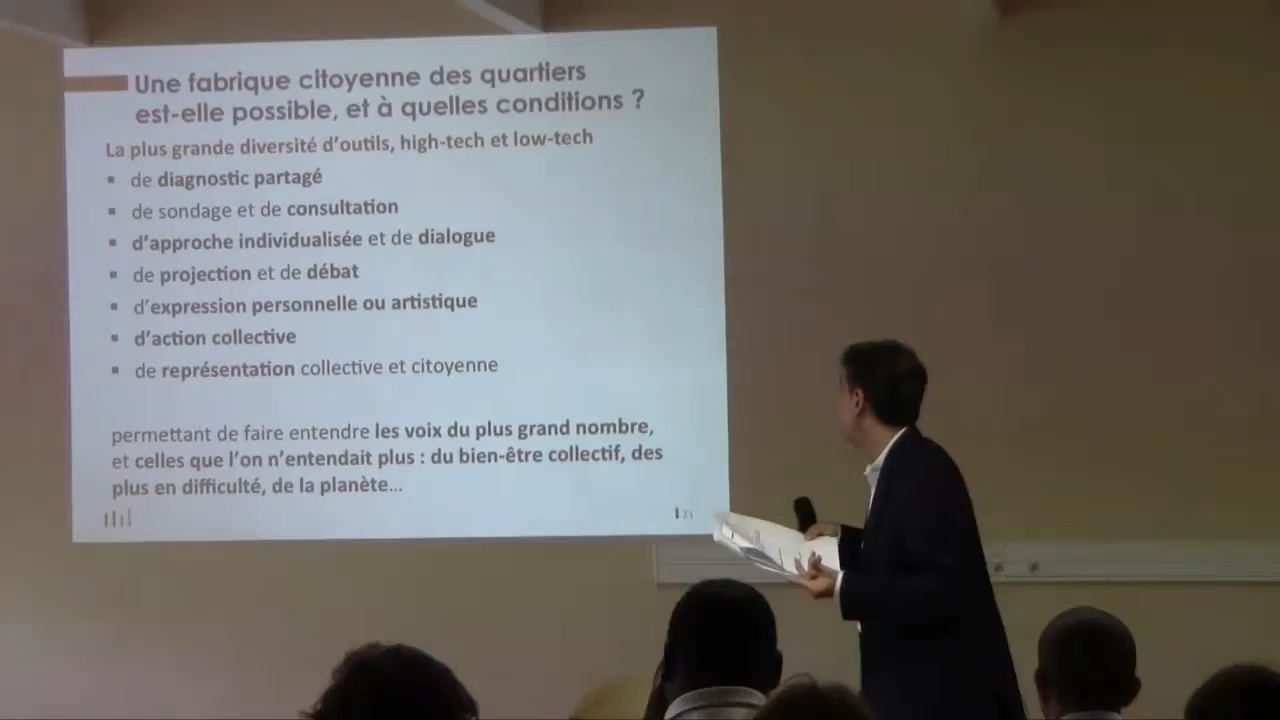 Une fabrique citoyenne des quartiers
est-elle possible, et à quelles conditions ?
La plus grande diversité d'outils, high-tech et low-tech
▪ de diagnostic partagé
▪ de sondage et de consultation
▪ d'approche individualisée et de dialogue
▪ de projection et de débat
▪ d'expression personnelle ou artistique
▪ d'action collective
▪ de représentation collective et citoyenne
permettant de faire entendre les voix du plus grand nombre,
et celles que l'on n'entendait plus : du bien-être collectif, des
plus en difficulté, de la planète...
21